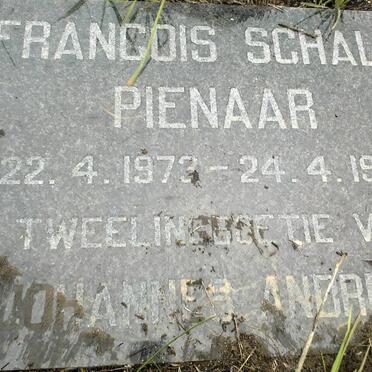 FRANCOIS SCHAL
PIENAAR
22.4.1973 - 24.4.19
TWEELINGBOETIE V
JOHANNES ANDR